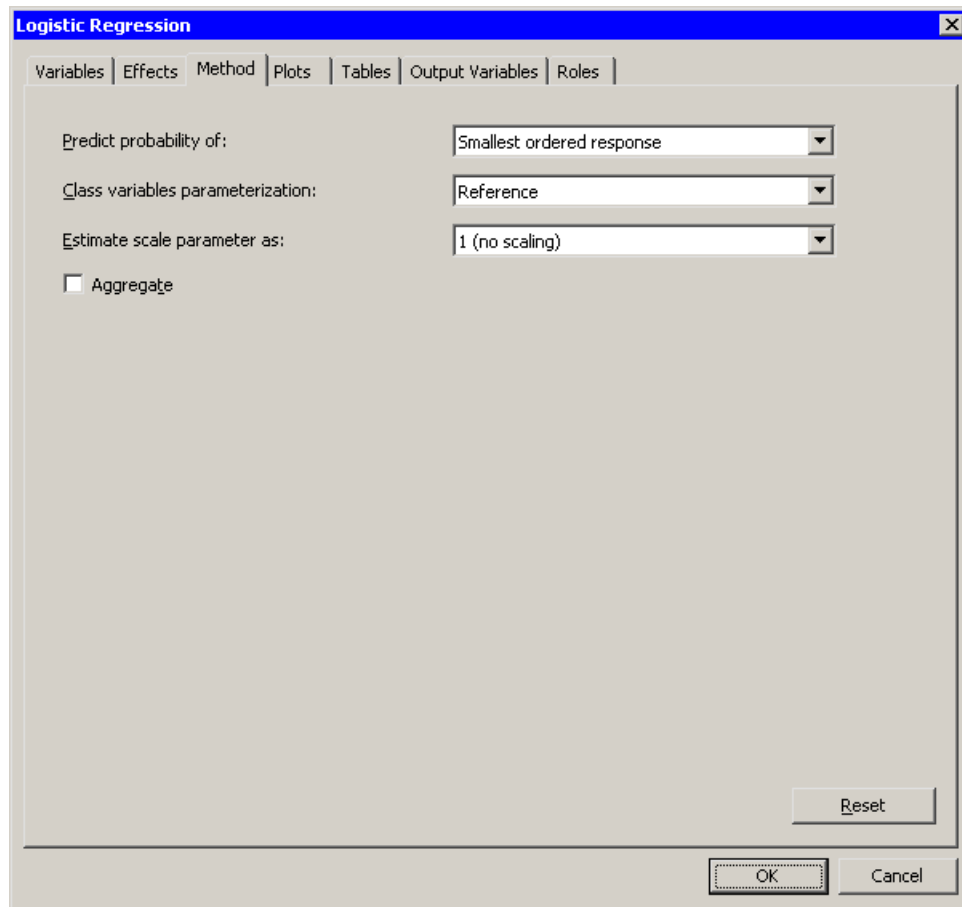 Logistic Regression
Variables Effects Method Plots Tables Output Variables Roles
Predict probability of: Smallest ordered response
Class variables parameterization: Reference
Estimate scale parameter as: 1 (no scaling)
Aggregate
Reset
OK Cancel